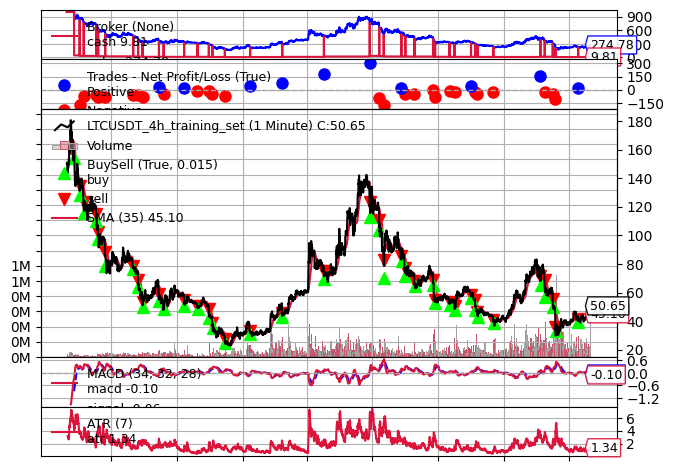 Broker (None)
cash 9.81
900
600
300
274.78
9.81
Trades - Net Profit/Loss (True)
Positive
300
150
0
−150
LTCUSDT_4h_training_set (1 Minute) C:50.65
Volume
BuySell (True, 0.015)
buy
sell
SMA (35) 45.10
180
160
140
120
100
80
60
50.65
40
20
1M
1M
0M
0M
0M
0M
0M
MACD (34, 32, 28)
macd -0.10
0.6
0.0
-0.10
−0.6
−1.2
ATR (7)
atr 1.34
6
4
2
1.34